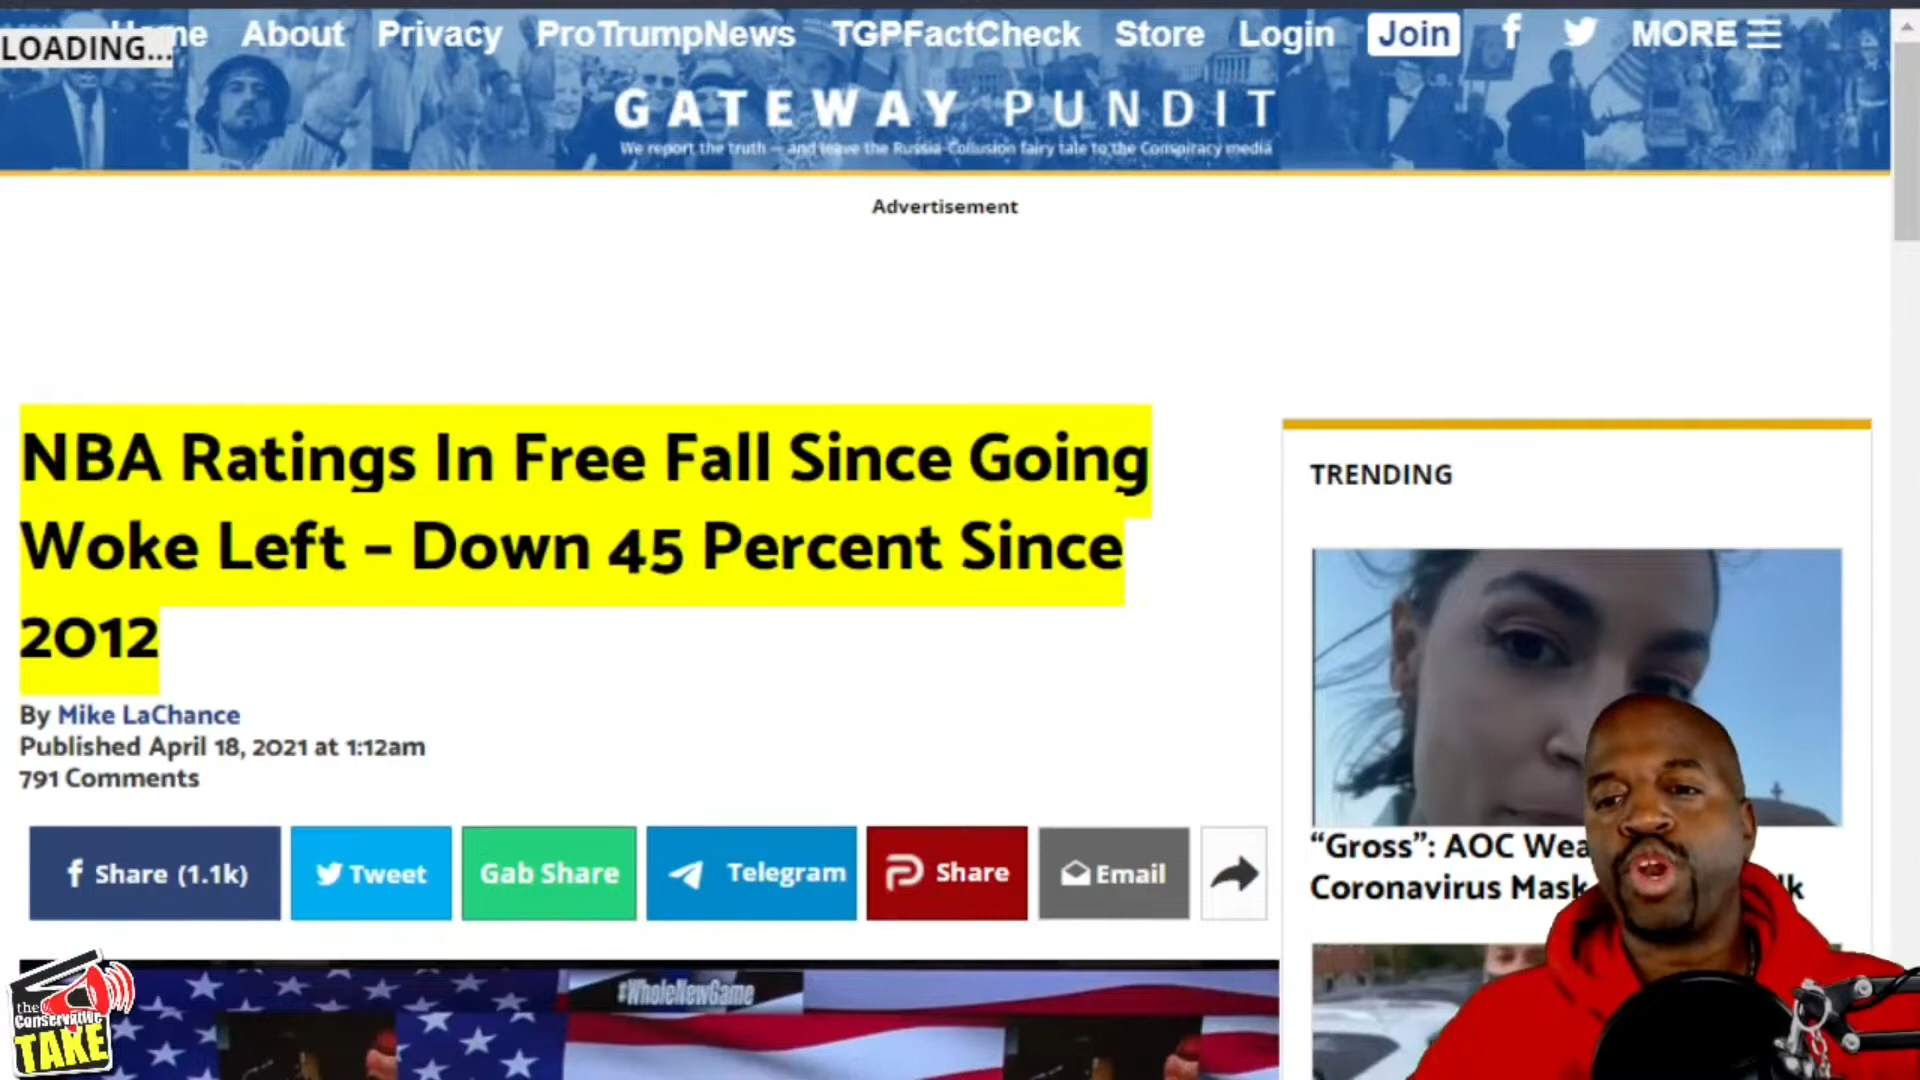 LOADING...
me About Privacy ProTrumpNews TGPFactCheck Store Login Join MORE
GATEWAY PUNDIT
We report the truth — and leave the Russia-Collusion fairy tale to the Conspiracy media
Advertisement
NBA Ratings In Free Fall Since Going
Woke Left – Down 45 Percent Since
2012
By Mike LaChance
Published April 18, 2021 at 1:12am
791 Comments
Share (1.1k) Tweet Gab Share Telegram Share Email
TRENDING
“Gross”: AOC Wea
Coronavirus Mask lk
#WholeNewGame
the
Conservative
TAKE